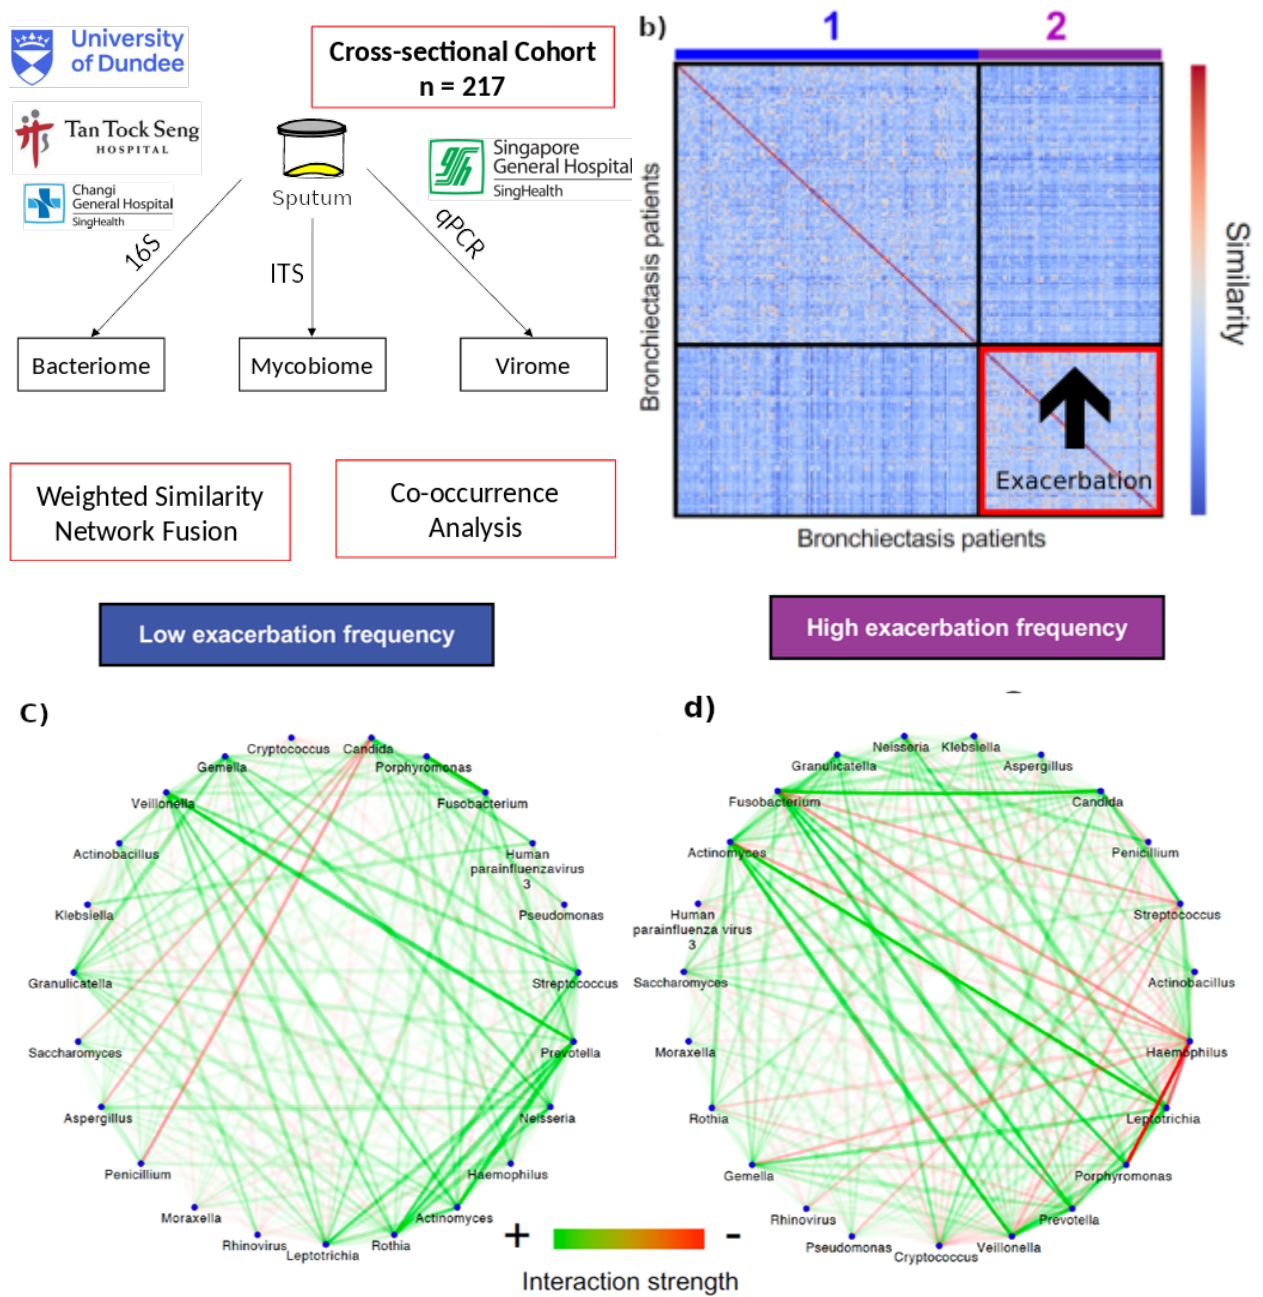 University
of Dundee
Cross-sectional Cohort
n = 217
Tan Tock Seng
HOSPITAL
Changi
General Hospital
SingHealth
Sputum
Singapore
General Hospital
SingHealth
16S
ITS
qPCR
Bacteriome
Mycobiome
Virome
Weighted Similarity
Network Fusion
Co-occurrence
Analysis
b)
1
2
Bronchiectasis patients
Exacerbation
Bronchiectasis patients
Similarity
Low exacerbation frequency
High exacerbation frequency
C)
Cryptococcus
Candida
Gemella
Porphyromonas
Veillonella
Fusobacterium
Actinobacillus
Human
parainfluenzavirus
3
Klebsiella
Pseudomonas
Granulicatella
Streptococcus
Saccharomyces
Prevotella
Aspergillus
Neisseria
Penicillium
Haemophilus
Moraxella
Actinomyces
Rhinovirus
Rothia
Leptotrichia
d)
Neisseria
Klebsiella
Granulicatella
Aspergillus
Fusobacterium
Candida
Actinomyces
Penicillium
Human
parainfluenza virus
3
Streptococcus
Saccharomyces
Actinobacillus
Moraxella
Haemophilus
Rothia
Leptotrichia
Gemella
Porphyromonas
Rhinovirus
Prevotella
Pseudomonas
Veillonella
Cryptococcus
+
-
Interaction strength